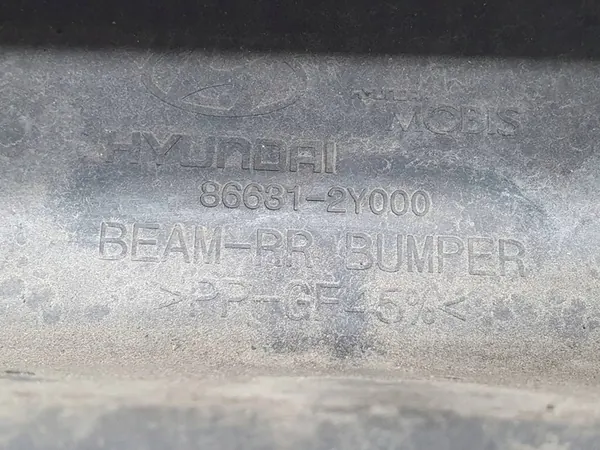 MOBIS
HYUNDAI
86631-2Y000
BEAM-RR BUMPER
>PP-GF-5%<